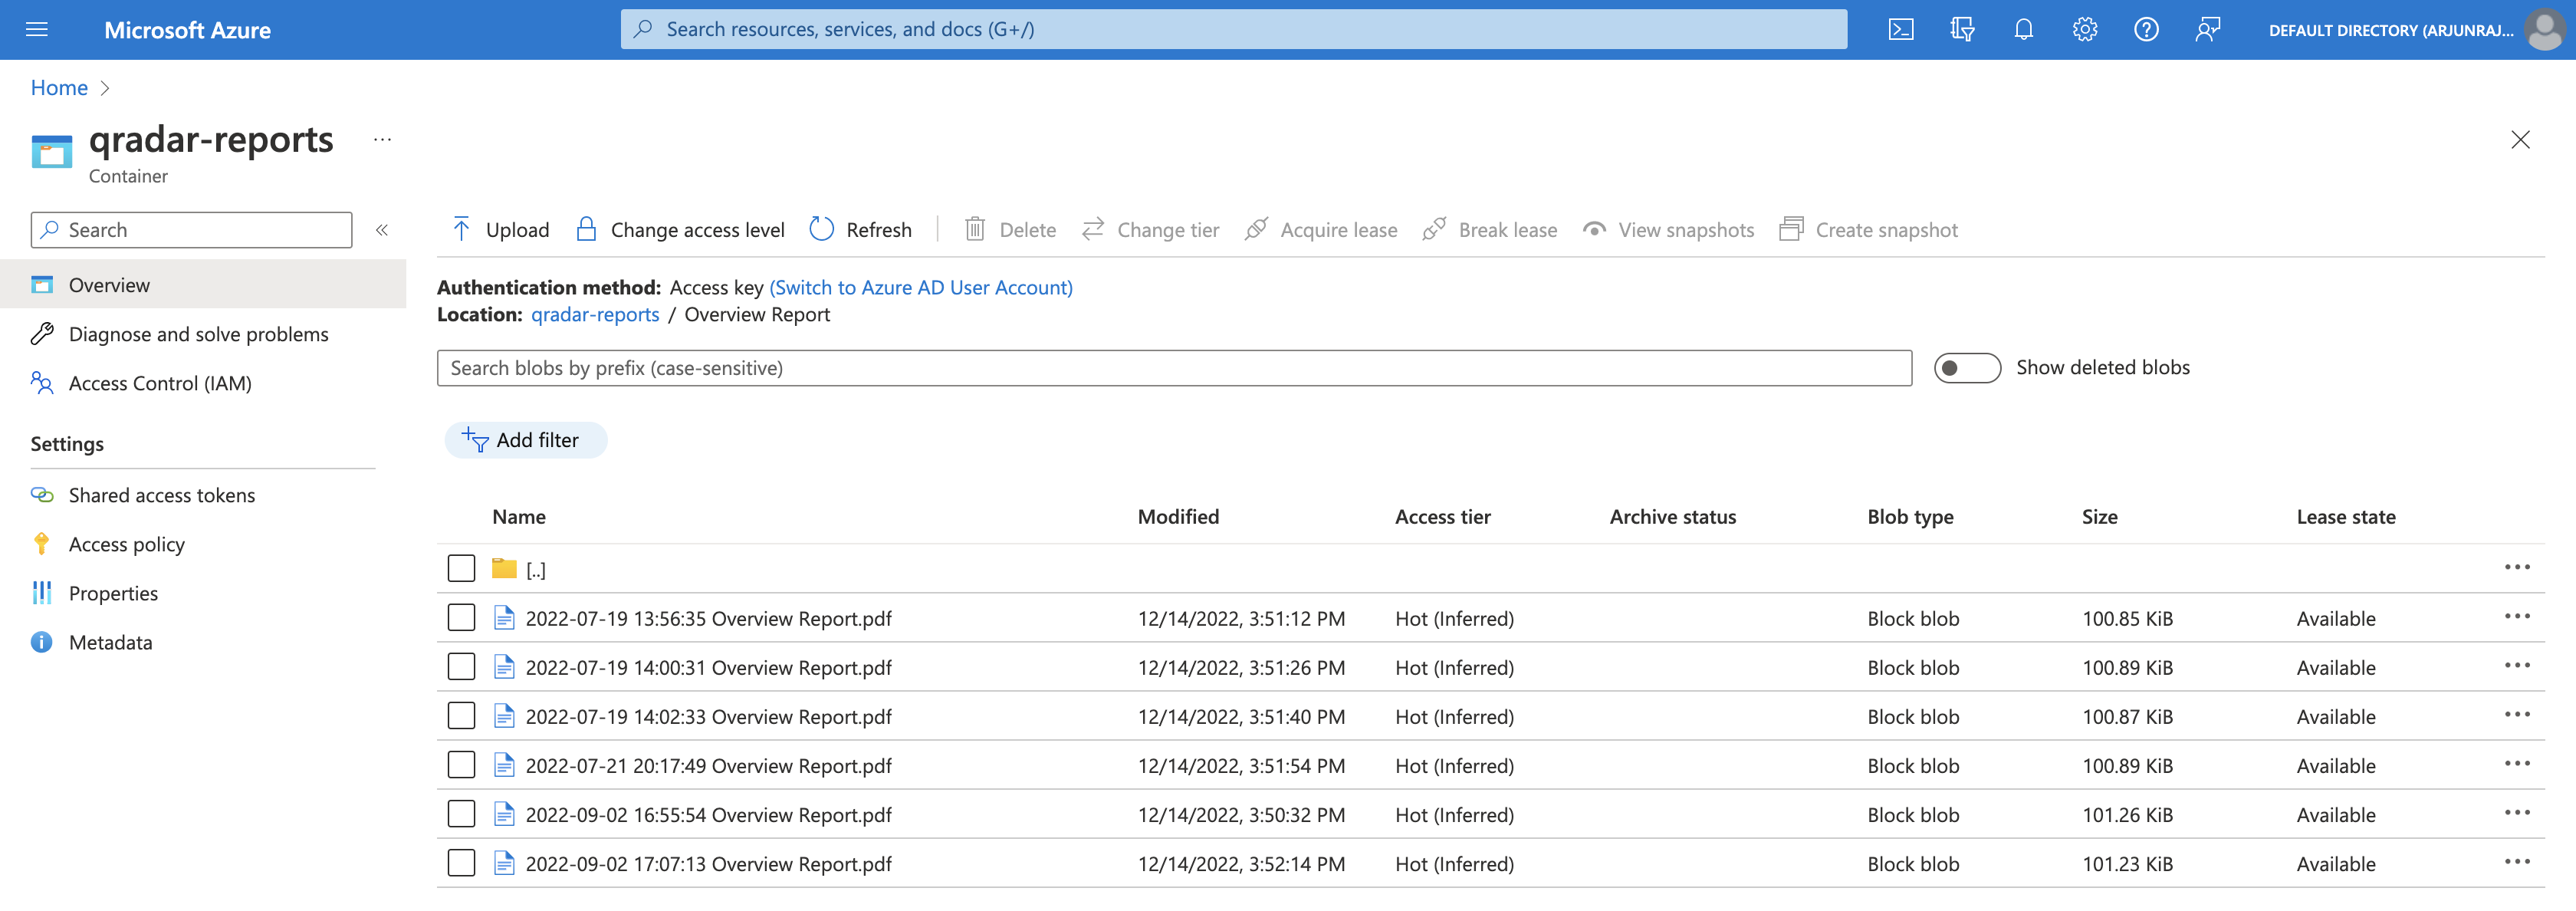 Microsoft Azure
Search resources, services, and docs (G+/)
DEFAULT DIRECTORY (ARJUNRAJ...
Home
qradar-reports ...
Container
Search
Upload Change access level Refresh Delete Change tier Acquire lease Break lease View snapshots Create snapshot
Overview
Diagnose and solve problems
Access Control (IAM)
Settings
Shared access tokens
Access policy
Properties
Metadata
Authentication method: Access key (Switch to Azure AD User Account)
Location: qradar-reports / Overview Report
Search blobs by prefix (case-sensitive)
Show deleted blobs
Add filter
Name Modified Access tier Archive status Blob type Size Lease state
[..]
2022-07-19 13:56:35 Overview Report.pdf 12/14/2022, 3:51:12 PM Hot (Inferred) Block blob 100.85 KiB Available
2022-07-19 14:00:31 Overview Report.pdf 12/14/2022, 3:51:26 PM Hot (Inferred) Block blob 100.89 KiB Available
2022-07-19 14:02:33 Overview Report.pdf 12/14/2022, 3:51:40 PM Hot (Inferred) Block blob 100.87 KiB Available
2022-07-21 20:17:49 Overview Report.pdf 12/14/2022, 3:51:54 PM Hot (Inferred) Block blob 100.89 KiB Available
2022-09-02 16:55:54 Overview Report.pdf 12/14/2022, 3:50:32 PM Hot (Inferred) Block blob 101.26 KiB Available
2022-09-02 17:07:13 Overview Report.pdf 12/14/2022, 3:52:14 PM Hot (Inferred) Block blob 101.23 KiB Available